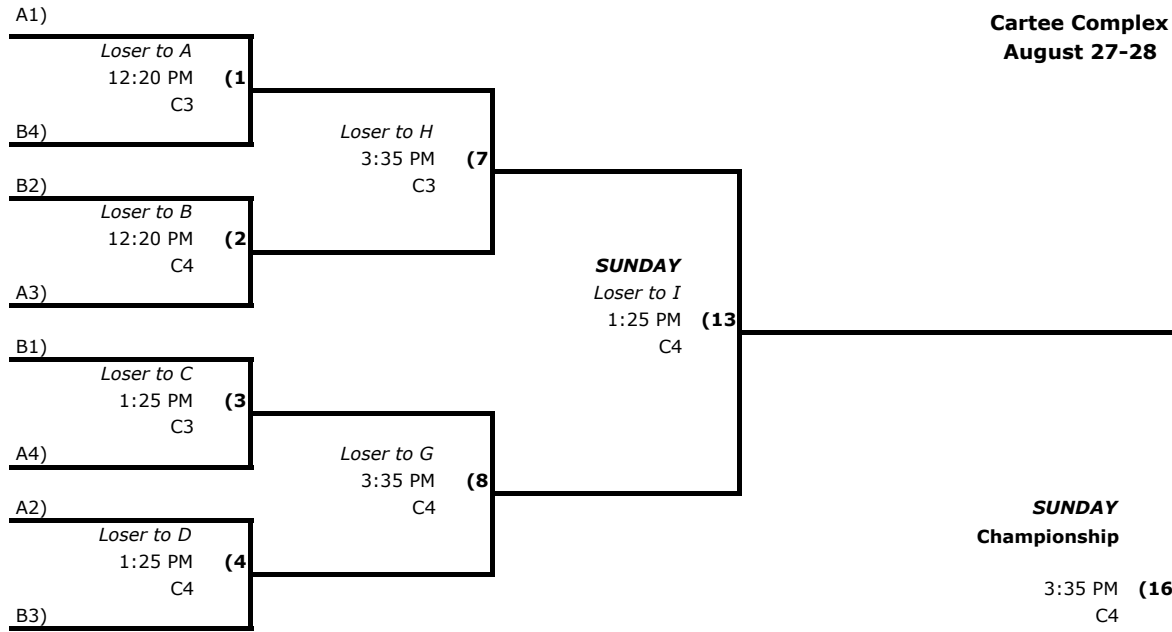 A1)
Cartee Complex
August 27-28
Loser to A
12:20 PM (1
C3
B4)
Loser to H
3:35 PM (7
C3
B2)
Loser to B
12:20 PM (2
C4
A3)
SUNDAY
Loser to I
1:25 PM (13
C4
B1)
Loser to C
1:25 PM (3
C3
A4)
Loser to G
3:35 PM (8
C4
A2)
Loser to D
1:25 PM (4
C4
B3)
SUNDAY
Championship
3:35 PM (16
C4